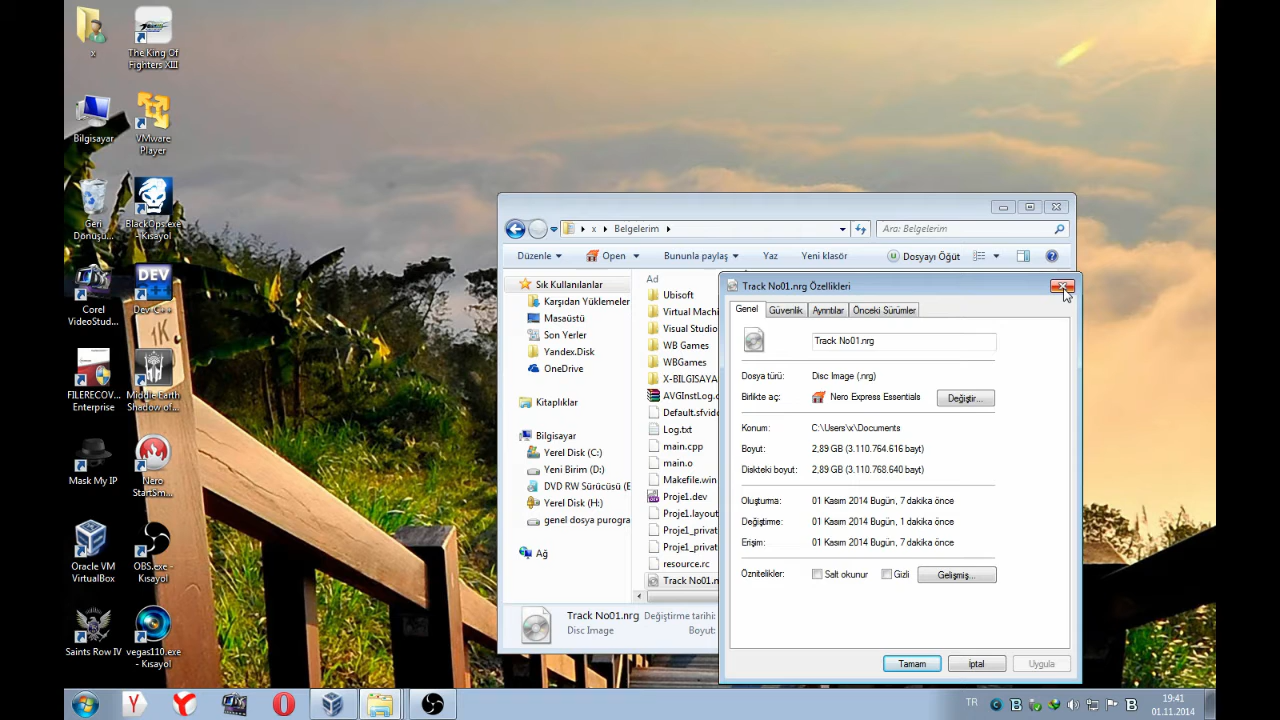 x
The King Of
Fighters XIII
Bilgisayar
VMware
Player
Geri
Dönüşü...
BlackOps.exe
- Kısayol
Corel
VideoStud...
DEV
Dev-C++
1K.
FILERECOV...
Enterprise
Middle Earth
Shadow of...
Mask My IP
Nero
StartSm...
Oracle VM
VirtualBox
OBS.exe -
Kısayol
Saints Row IV
vegas110.exe
- Kısayol
x
Belgelerim
Ara: Belgelerim
Düzenle
Open
Bununla paylaş
Yaz
Yeni klasör
Dosyayı Öğüt
Sık Kullanılanlar
Karşıdan Yüklemeler
Masaüstü
Son Yerler
Yandex.Disk
OneDrive
Kitaplıklar
Bilgisayar
Yerel Disk (C:)
Yeni Birim (D:)
DVD RW Sürücüsü (E
Yerel Disk (H:)
genel dosya purogra
Ağ
Ad
Ubisoft
Virtual Machi
Visual Studio
WB Games
WBGames
X-BILGISAYA
AVGInstLog.c
Default.sfvido
Log.txt
main.cpp
main.o
Makefile.win
Proje1.dev
Proje1.layout
Proje1_privat
Proje1_privat
resource.rc
Track No01.n
Track No01.nrg
Değiştirme tarihi:
Disc Image
Boyut:
Track No01.nrg Özellikleri
Genel
Güvenlik
Ayrıntılar
Önceki Sürümler
Track No01.nrg
Dosya türü:
Disc Image (.nrg)
Birlikte aç:
Nero Express Essentials
Değiştir...
Konum:
C:\Users\x\Documents
Boyut:
2,89 GB (3.110.764.616 bayt)
Diskteki boyut:
2,89 GB (3.110.768.640 bayt)
Oluşturma:
01 Kasım 2014 Bugün, 7 dakika önce
Değiştirme:
01 Kasım 2014 Bugün, 1 dakika önce
Erişim:
01 Kasım 2014 Bugün, 7 dakika önce
Öznitelikler:
Salt okunur
Gizli
Gelişmiş...
Tamam
İptal
Uygula
TR
19:41
01.11.2014